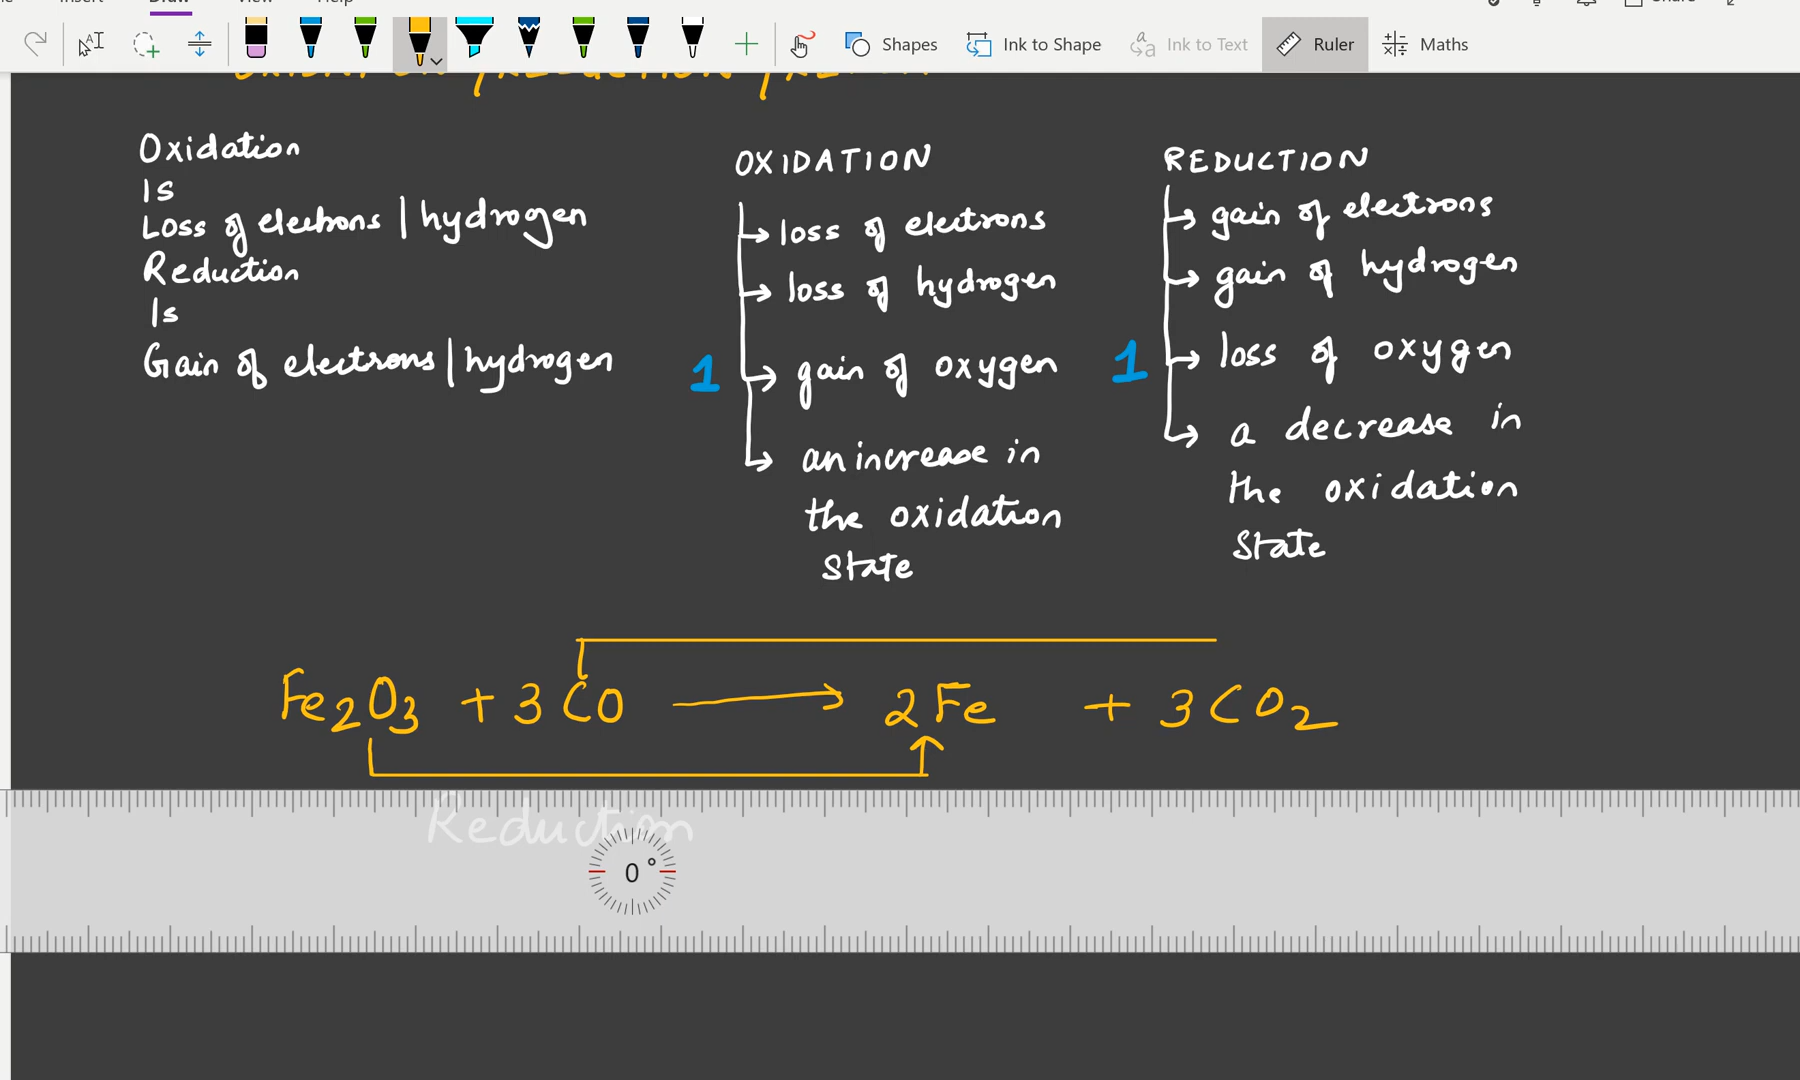 Draw
Help
Share
Shapes
Ink to Shape
Ink to Text
Ruler
Maths
Oxidation
Is
Loss of electrons | hydrogen
Reduction
Is
Gain of electrons | hydrogen
OXIDATION
loss of electrons
loss of hydrogen
1 gain of oxygen
an increase in
the oxidation
state
REDUCTION
gain of electrons
gain of hydrogen
1 loss of oxygen
a decrease in
the oxidation
state
Fe2O3 + 3CO → 2Fe + 3CO2
Reduction
0°